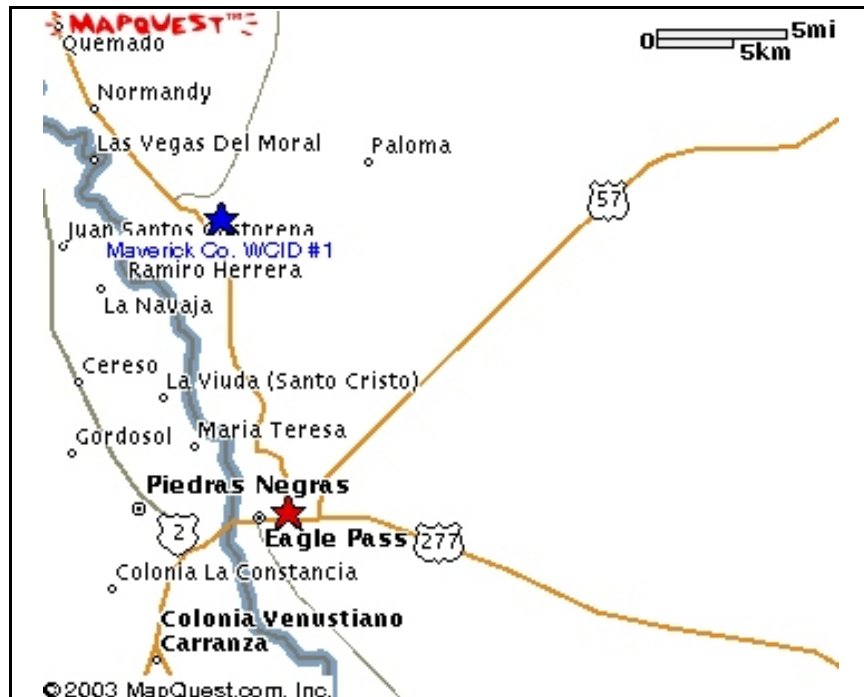 MAPQUEST™
0 5mi
5km
Quemado
Normandy
Las Vegas Del Moral
Paloma
57
Juan Santos Castorena
Maverick Co. WCID #1
Ramiro Herrera
La Navaja
Cereso
La Viuda (Santo Cristo)
Gordosol
Maria Teresa
Piedras Negras
2
Eagle Pass
277
Colonia La Constancia
Colonia Venustiano
Carranza
©2003 MapQuest.com, Inc.